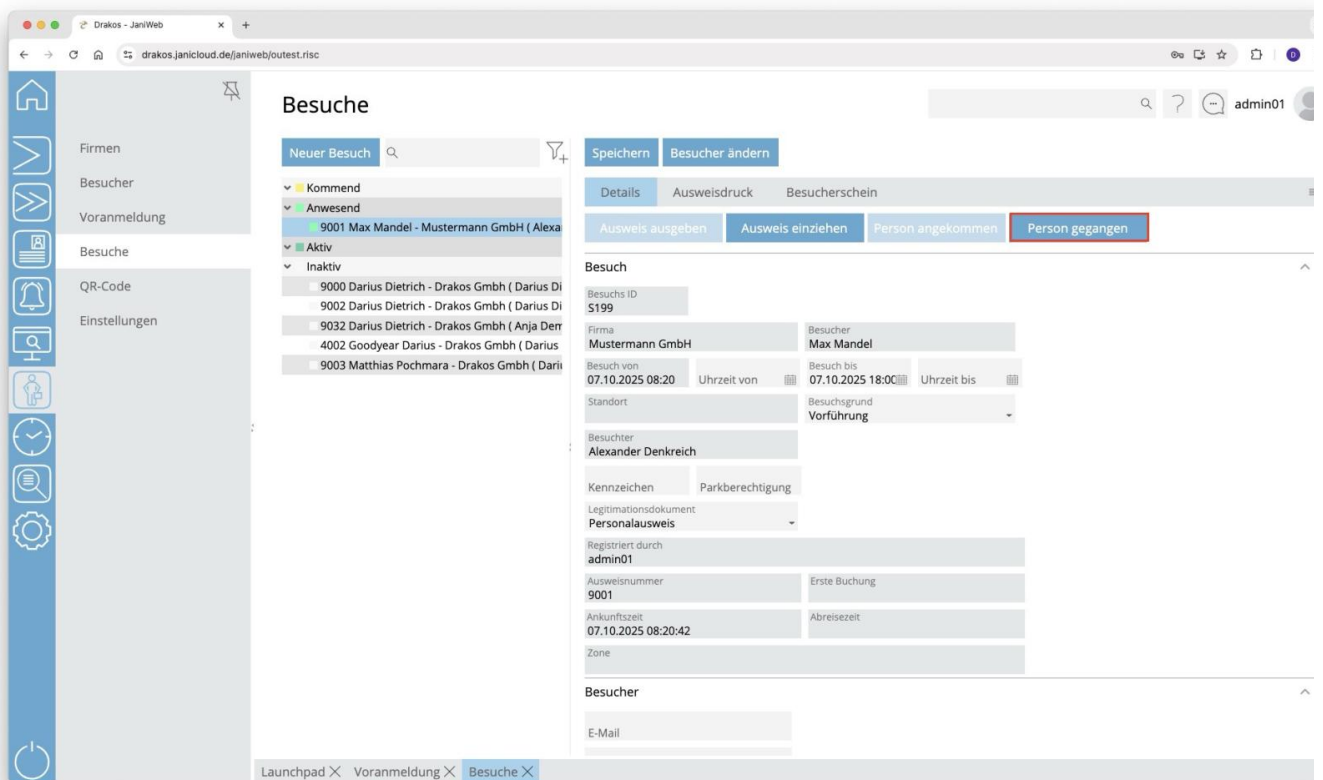 Drakos - JaniWeb
drakos.janicloud.de/janiweb/outest.risc
D
Besuche
admin01
Firmen
Besucher
Voranmeldung
Besuche
QR-Code
Einstellungen
Neuer Besuch
Kommend
Anwesend
9001 Max Mandel - Mustermann GmbH ( Alexa
Aktiv
Inaktiv
9000 Darius Dietrich - Drakos Gmbh ( Darius Di
9002 Darius Dietrich - Drakos Gmbh ( Darius Di
9032 Darius Dietrich - Drakos Gmbh ( Anja Dem
4002 Goodyear Darius - Drakos Gmbh ( Darius
9003 Matthias Pochmara - Drakos Gmbh ( Dariu
Speichern Besucher ändern
Details Ausweisdruck Besucherschein
Ausweis ausgeben Ausweis einziehen Person angekommen Person gegangen
Besuch
Besuchs ID
S199
Firma Besucher
Mustermann GmbH Max Mandel
Besuch von Besuch bis
07.10.2025 08:20 Uhrzeit von 07.10.2025 18:00 Uhrzeit bis
Standort Besuchsgrund
Vorführung
Besuchter
Alexander Denkreich
Kennzeichen Parkberechtigung
Legitimationsdokument
Personalausweis
Registriert durch
admin01
Ausweisnummer Erste Buchung
9001
Ankunftszeit Abreisezeit
07.10.2025 08:20:42
Zone
Besucher
E-Mail
Launchpad Voranmeldung Besuche